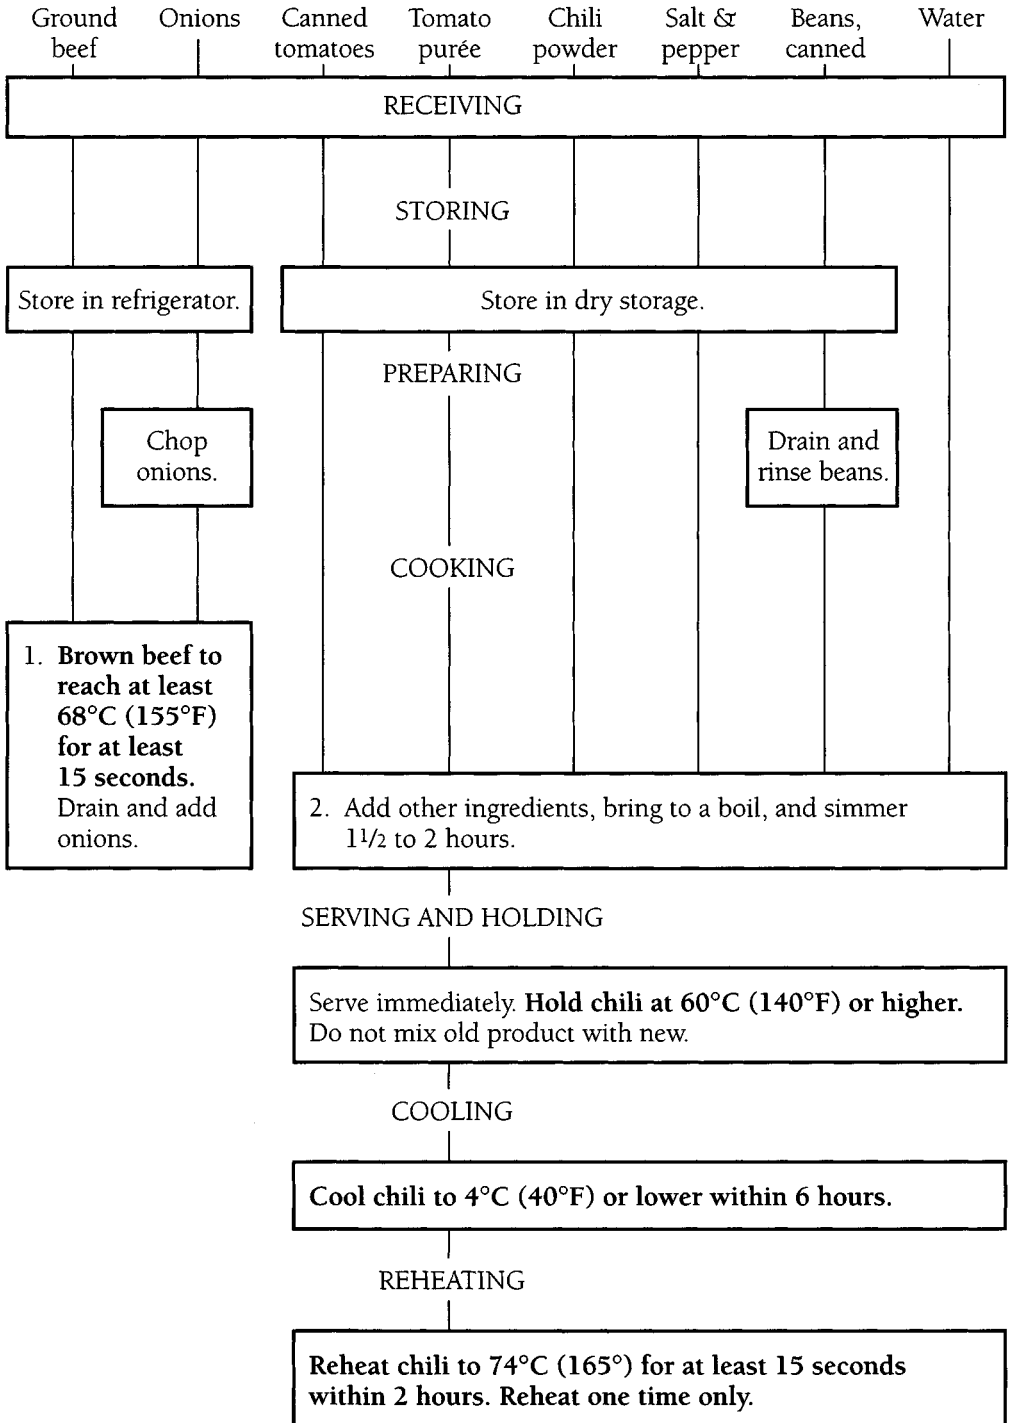 Ground Onions Canned Tomato Chili Salt & Beans, Water
beef tomatoes purée powder pepper canned
RECEIVING
STORING
Store in refrigerator. Store in dry storage.
PREPARING
Chop Drain and
onions. rinse beans.
COOKING
1. Brown beef to
reach at least
68°C (155°F)
for at least
15 seconds.
Drain and add
onions.
2. Add other ingredients, bring to a boil, and simmer
1 1/2 to 2 hours.
SERVING AND HOLDING
Serve immediately. Hold chili at 60°C (140°F) or higher.
Do not mix old product with new.
COOLING
Cool chili to 4°C (40°F) or lower within 6 hours.
REHEATING
Reheat chili to 74°C (165°) for at least 15 seconds
within 2 hours. Reheat one time only.